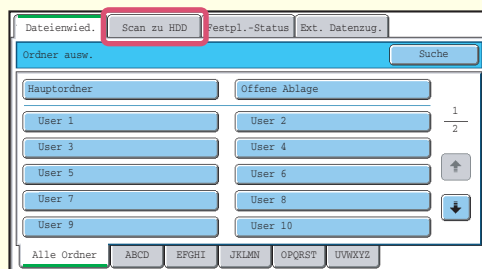 Dateienwied. Scan zu HDD Festpl.-Status Ext. Datenzug.
Ordner ausw. Suche
Hauptordner Offene Ablage
1
2
User 1 User 2
User 3 User 4
User 5 User 6
User 7 User 8
User 9 User 10
Alle Ordner ABCD EFGHI JKLMN OPQRST UVWXYZ